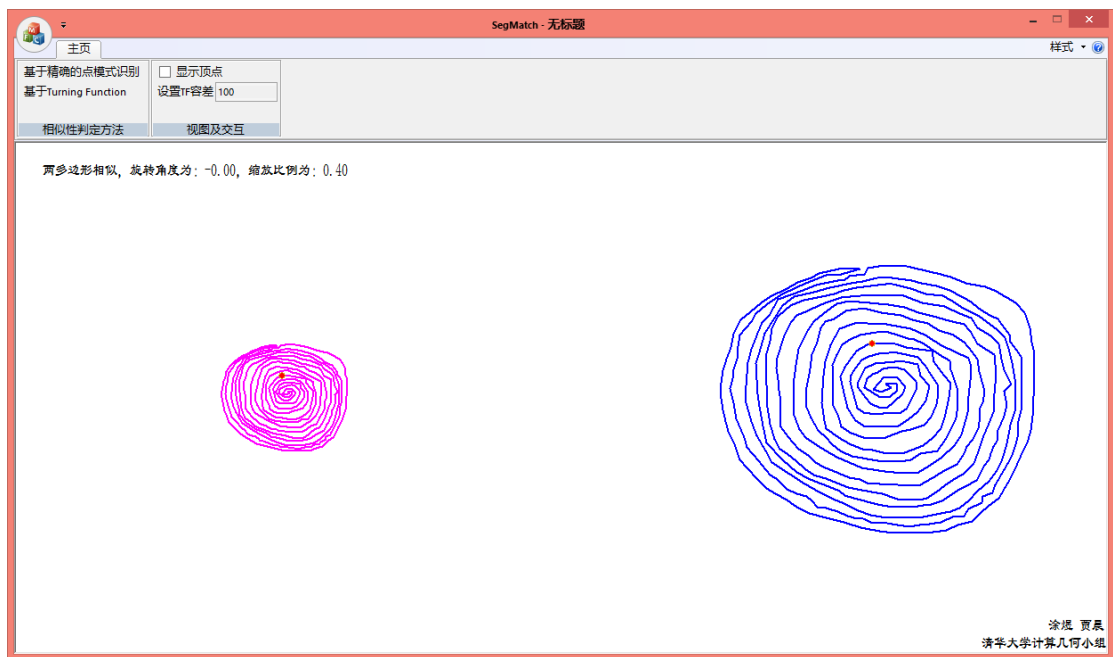 SegMatch - 无标题
主页
样式
基于精确的点模式识别
显示顶点
基于Turning Function
设置TF容差 100
相似性判定方法
视图及交互
两多边形相似，旋转角度为：-0.00，缩放比例为：0.40
涂煜 贾晨
清华大学计算几何小组